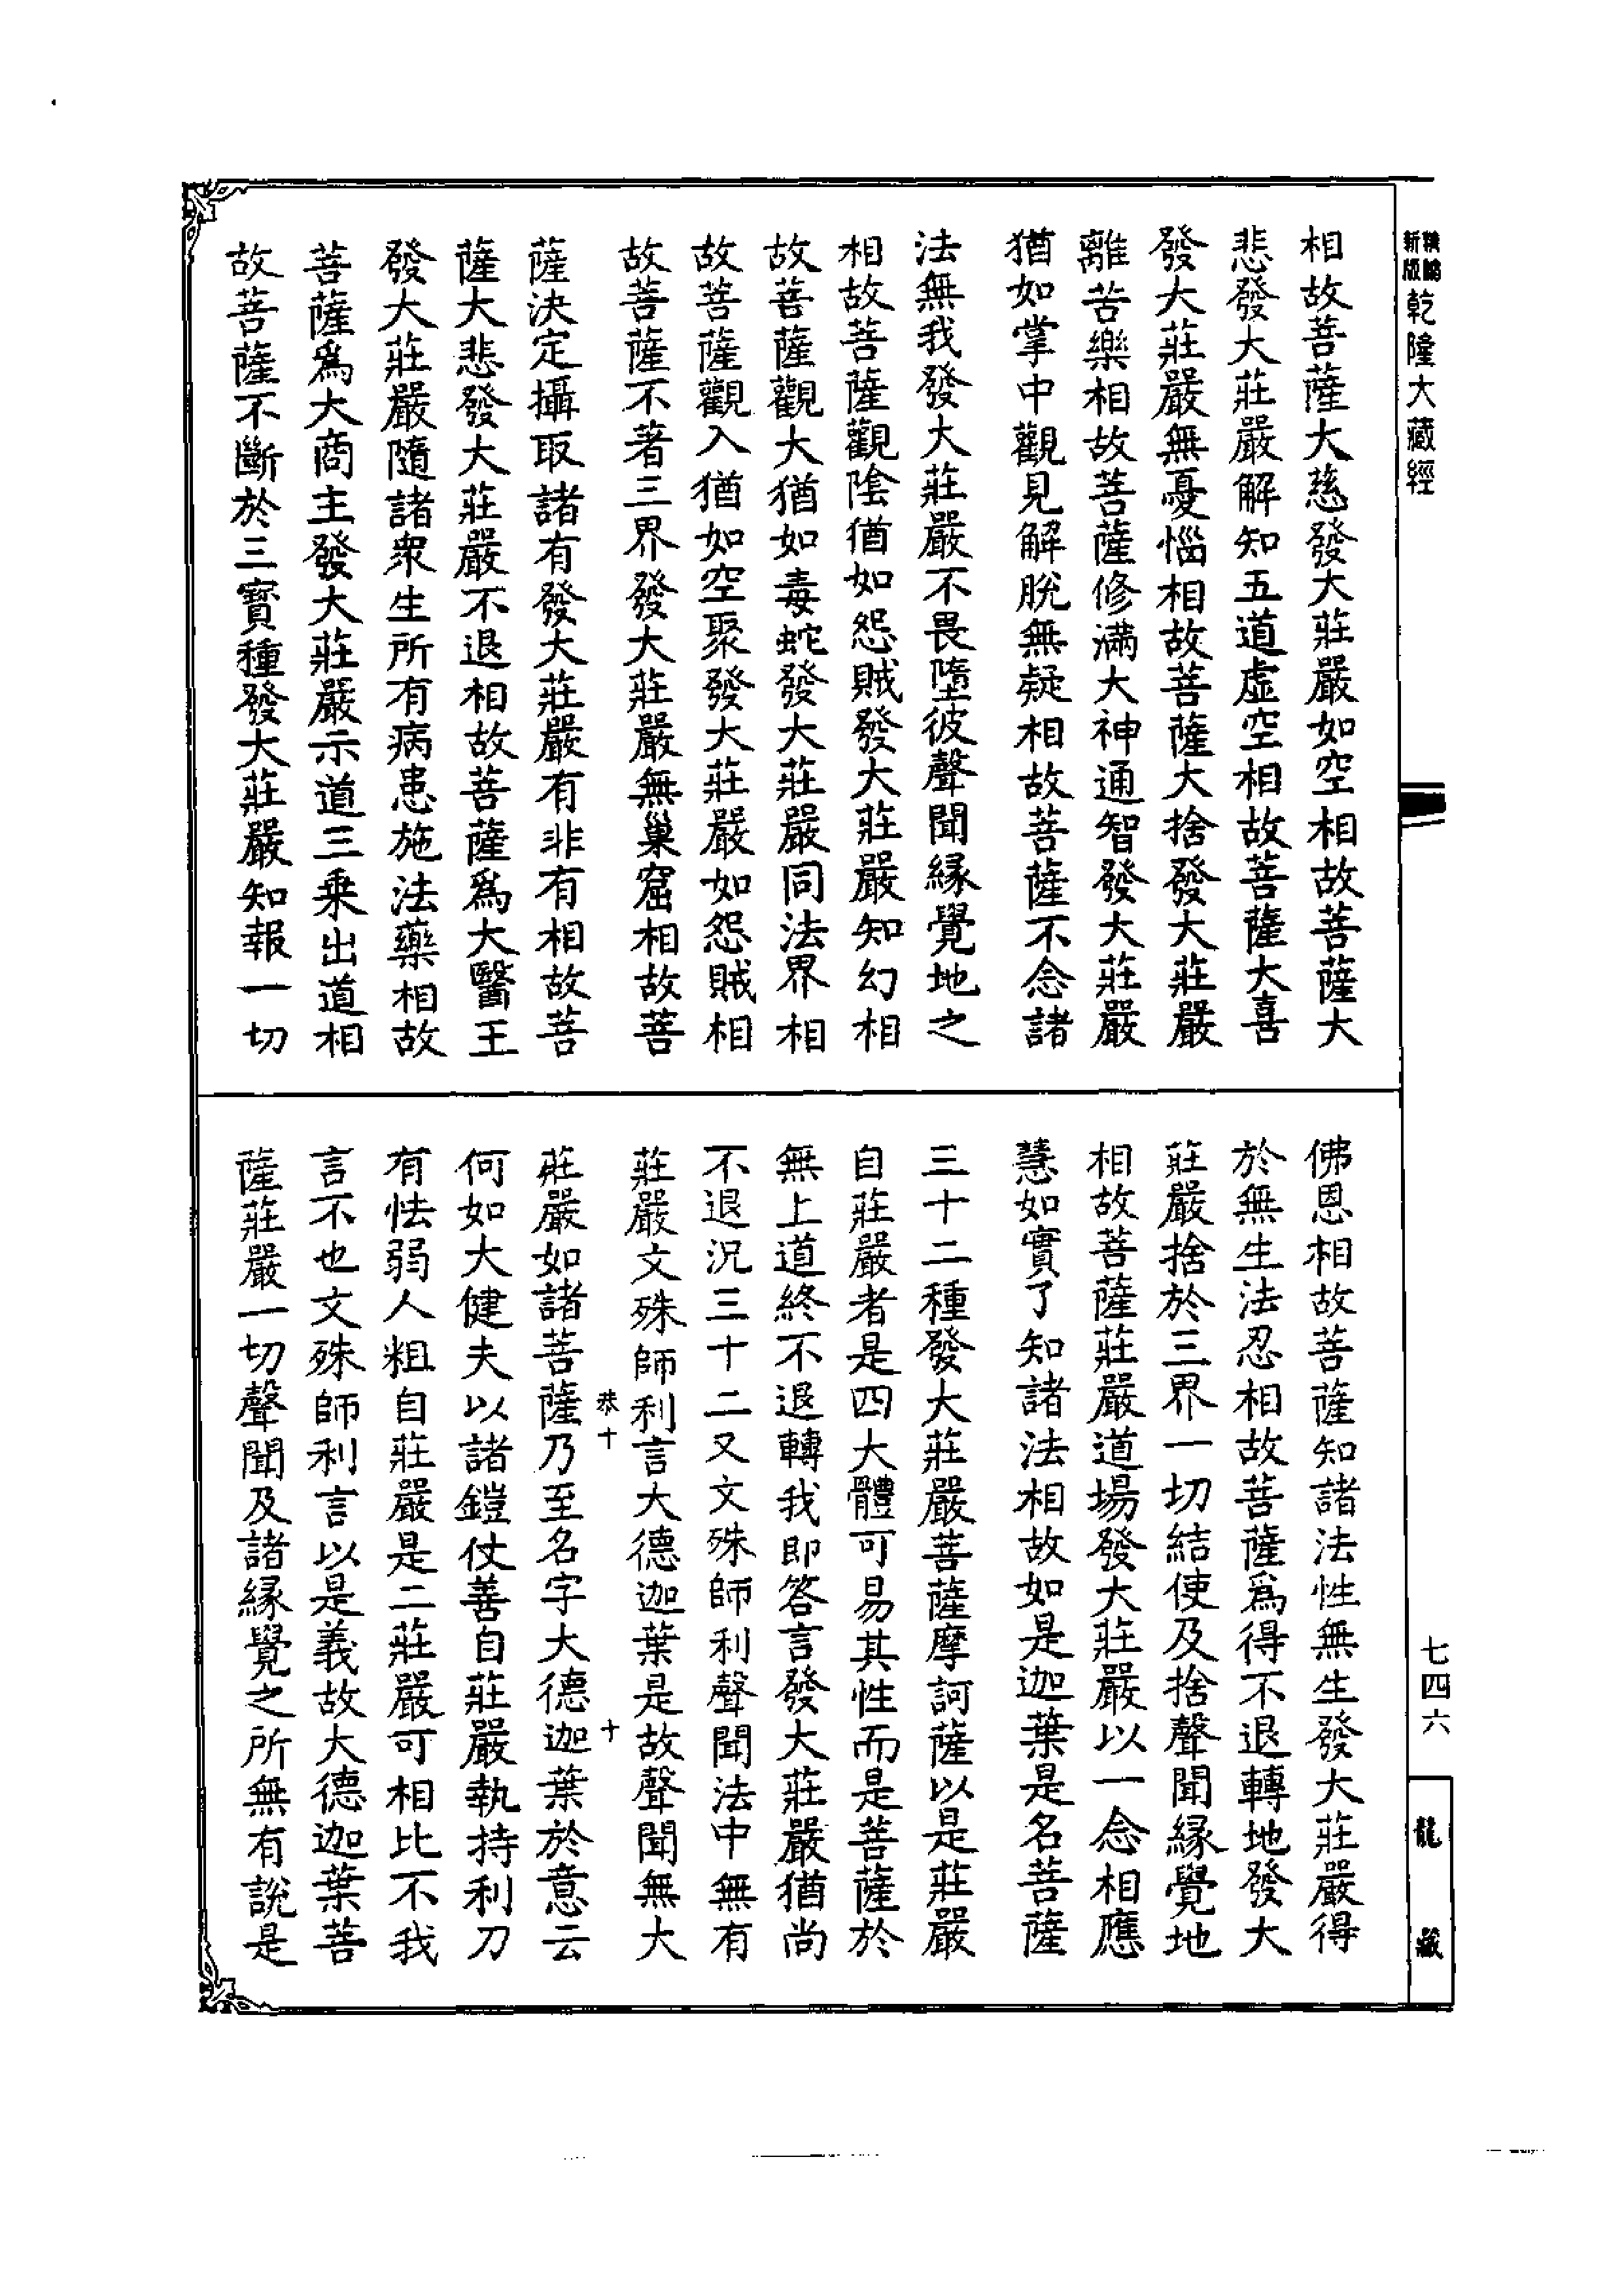 新版
精編
乾隆大藏經
相故菩薩大慈發大莊嚴如空相故菩薩大
悲發大莊嚴解知五道虛空相故菩薩大喜
發大莊嚴無憂惱相故菩薩大捨發大莊嚴
離苦樂相故菩薩修滿大神通智發大莊嚴
猶如掌中觀見解脫無疑相故菩薩不念諸
法無我發大莊嚴不畏墮彼聲聞緣覺地之
相故菩薩觀陰猶如怨賊發大莊嚴知幻相
故菩薩觀大猶如毒蛇發大莊嚴同法界相
故菩薩觀入猶如空聚發大莊嚴如怨賊相
故菩薩不著三界發大莊嚴無巢窟相故菩
薩決定攝取諸有發大莊嚴有非有相故菩
薩大悲發大莊嚴不退相故菩薩爲大醫王
發大莊嚴隨諸衆生所有病患施法藥相故
菩薩爲大商主發大莊嚴示道三乘出道相
故菩薩不斷於三寶種發大莊嚴知報一切
佛恩相故菩薩知諸法性無生發大莊嚴得
於無生法忍相故菩薩爲得不退轉地發大
莊嚴捨於三界一切結使及捨聲聞緣覺地
相故菩薩莊嚴道場發大莊嚴以一念相應
慧如實了知諸法相故如是迦葉是名菩薩
三十二種發大莊嚴菩薩摩訶薩以是莊嚴
自莊嚴者是四大體可易其性而是菩薩於
無上道終不退轉我即答言發大莊嚴猶尚
不退況三十二又文殊師利聲聞法中無有
莊嚴文殊師利言大德迦葉是故聲聞無大
恭十
十
莊嚴如諸菩薩乃至名字大德迦葉於意云
何如大健夫以諸鎧仗善自莊嚴執持利刀
有怯弱人粗自莊嚴是二莊嚴可相比不我
言不也文殊師利言以是義故大德迦葉菩
薩莊嚴一切聲聞及諸緣覺之所無有說是
七四六
龍藏